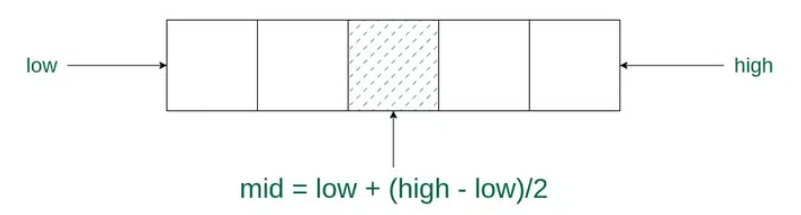 low
high
mid = low + (high - low)/2